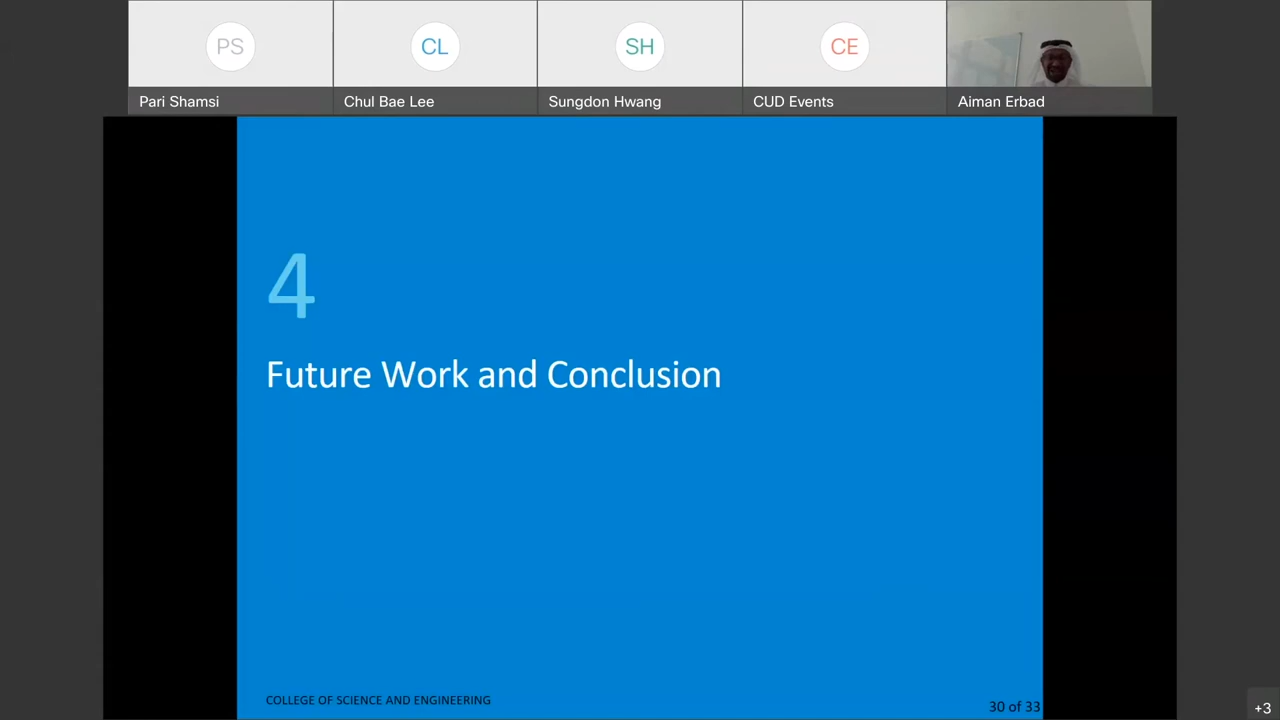 PS
CL
SH
CE
Pari Shamsi
Chul Bae Lee
Sungdon Hwang
CUD Events
Aiman Erbad
4
Future Work and Conclusion
COLLEGE OF SCIENCE AND ENGINEERING
30 of 33
+3